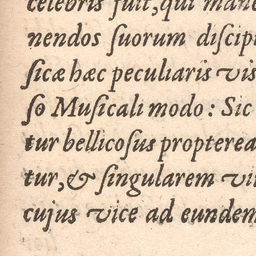 celebris fuit, qui mane
nendos ſuorum diſcip
ſicæ hæc peculiaris vis
ſo Muſicali modo: Sic
tur bellicoſus propterea
tur, & ſingularem vi
cujus vice ad eundem